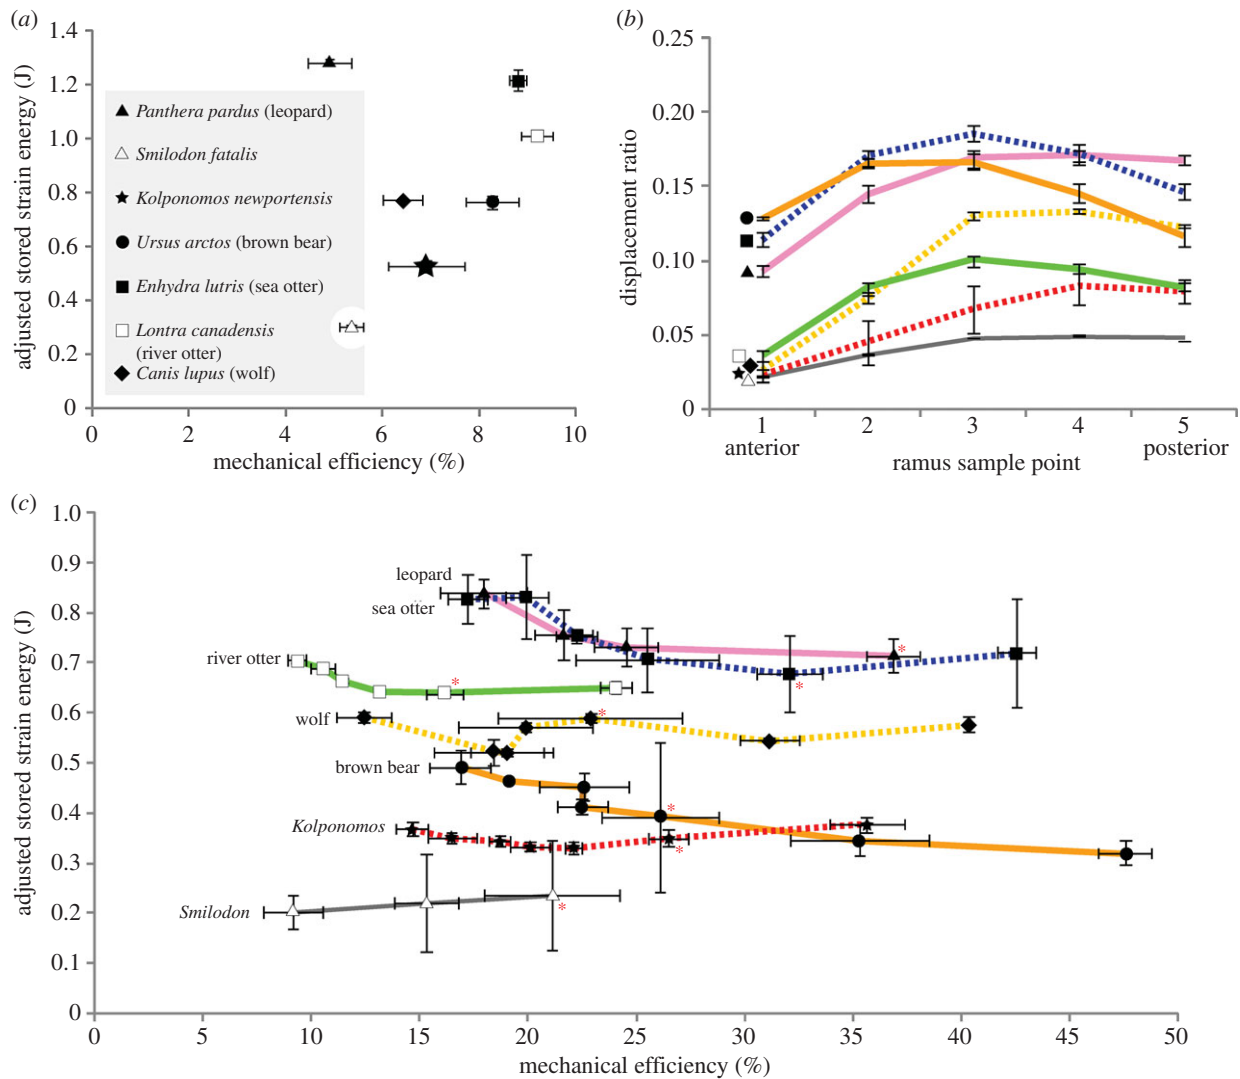 (a)
1.4
1.2
1.0
0.8
0.6
0.4
0.2
0
adjusted stored strain energy (J)
Panthera pardus (leopard)
Smilodon fatalis
Kolponomos newportensis
Ursus arctos (brown bear)
Enhydra lutris (sea otter)
Lontra canadensis
(river otter)
Canis lupus (wolf)
0 2 4 6 8 10
mechanical efficiency (%)
(b)
0.25
0.20
0.15
0.10
0.05
0
displacement ratio
1 2 3 4 5
anterior posterior
ramus sample point
(c)
1.0
0.9
0.8
0.7
0.6
0.5
0.4
0.3
0.2
0.1
0
adjusted stored strain energy (J)
leopard
sea otter
river otter
wolf
brown bear
Kolponomos
Smilodon
*
*
*
*
*
*
*
0 5 10 15 20 25 30 35 40 45 50
mechanical efficiency (%)